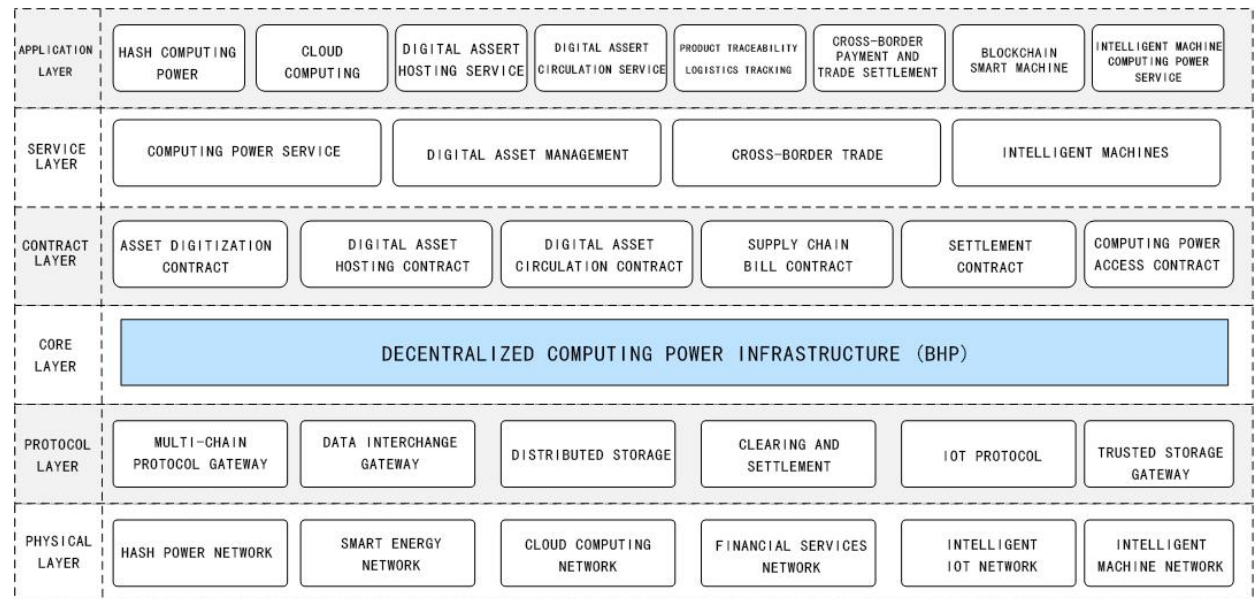 APPLICATION
LAYER
HASH COMPUTING
POWER
CLOUD
COMPUTING
DIGITAL ASSERT
HOSTING SERVICE
DIGITAL ASSERT
CIRCULATION SERVICE
PRODUCT TRACEABILITY
LOGISTICS TRACKING
CROSS-BORDER
PAYMENT AND
TRADE SETTLEMENT
BLOCKCHAIN
SMART MACHINE
INTELLIGENT MACHINE
COMPUTING POWER
SERVICE
SERVICE
LAYER
COMPUTING POWER SERVICE
DIGITAL ASSET MANAGEMENT
CROSS-BORDER TRADE
INTELLIGENT MACHINES
CONTRACT
LAYER
ASSET DIGITIZATION
CONTRACT
DIGITAL ASSET
HOSTING CONTRACT
DIGITAL ASSET
CIRCULATION CONTRACT
SUPPLY CHAIN
BILL CONTRACT
SETTLEMENT
CONTRACT
COMPUTING POWER
ACCESS CONTRACT
CORE
LAYER
DECENTRALIZED COMPUTING POWER INFRASTRUCTURE (BHP)
PROTOCOL
LAYER
MULTI-CHAIN
PROTOCOL GATEWAY
DATA INTERCHANGE
GATEWAY
DISTRIBUTED STORAGE
CLEARING AND
SETTLEMENT
IOT PROTOCOL
TRUSTED STORAGE
GATEWAY
PHYSICAL
LAYER
HASH POWER NETWORK
SMART ENERGY
NETWORK
CLOUD COMPUTING
NETWORK
FINANCIAL SERVICES
NETWORK
INTELLIGENT
IOT NETWORK
INTELLIGENT
MACHINE NETWORK